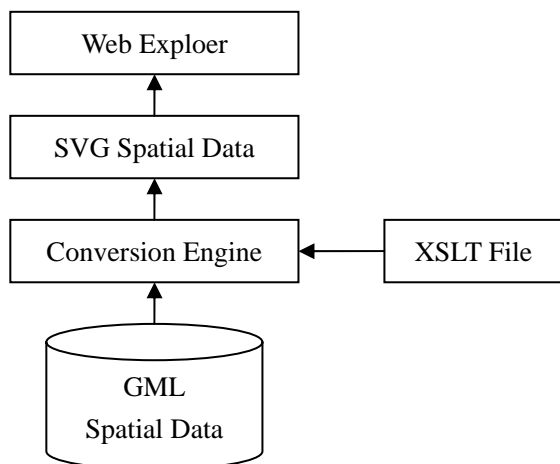 Web Exploer
SVG Spatial Data
Conversion Engine
XSLT File
GML
Spatial Data